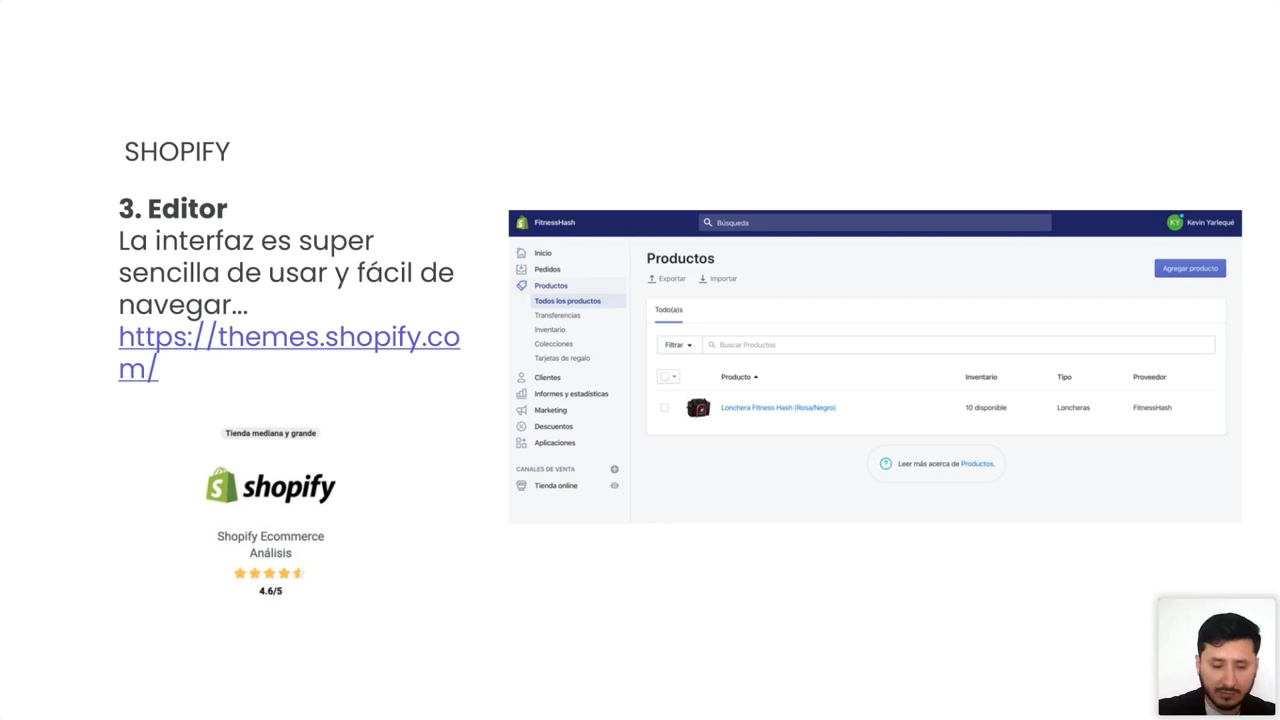 SHOPIFY
3. Editor
La interfaz es super
sencilla de usar y fácil de
navegar...
https://themes.shopify.co
m/
Tienda mediana y grande
shopify
Shopify Ecommerce
Análisis
4.6/5
FitnessHash
Búsqueda
KY Kevin Yarlequé
Inicio
Pedidos
Productos
Todos los productos
Transferencias
Inventario
Colecciones
Tarjetas de regalo
Clientes
Informes y estadísticas
Marketing
Descuentos
Aplicaciones
CANALES DE VENTA
Tienda online
Productos
Exportar Importar
Agregar producto
Todo(a)s
Filtrar Buscar Productos
Producto Inventario Tipo Proveedor
Lonchera Fitness Hash (Rosa/Negro) 10 disponible Loncheras FitnessHash
Leer más acerca de Productos.